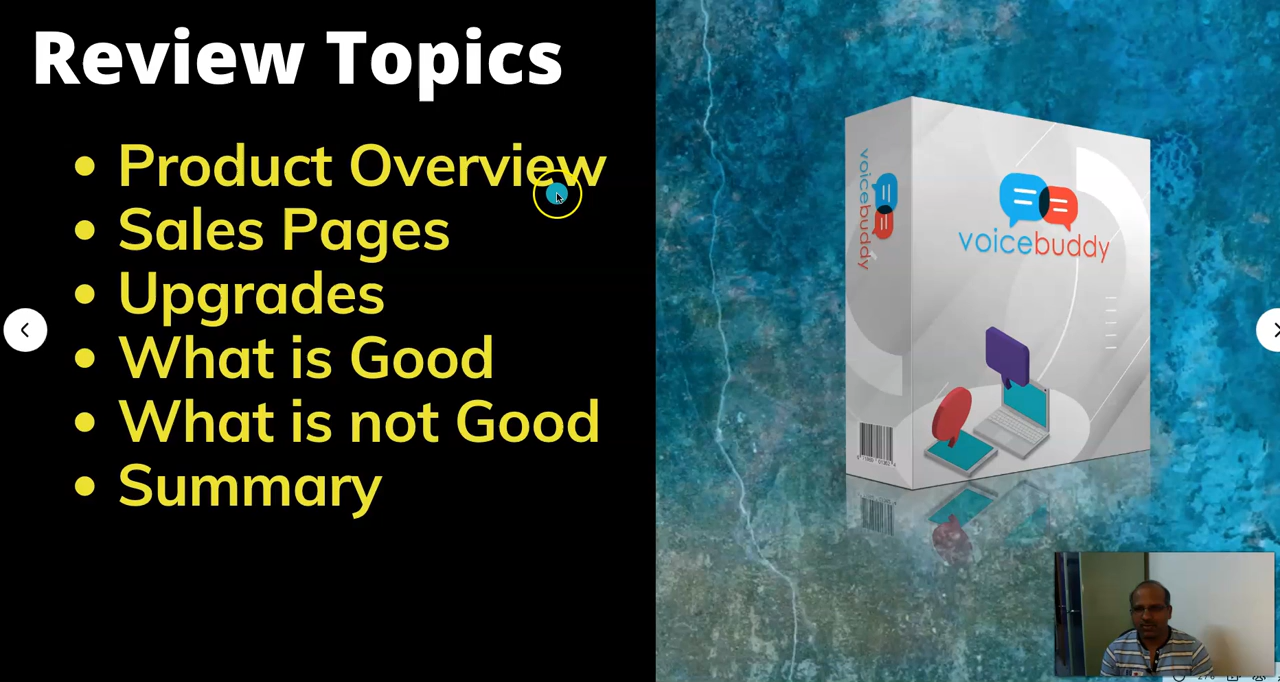 Review Topics
• Product Overview
• Sales Pages
• Upgrades
• What is Good
• What is not Good
• Summary
voicebuddy
voicebuddy